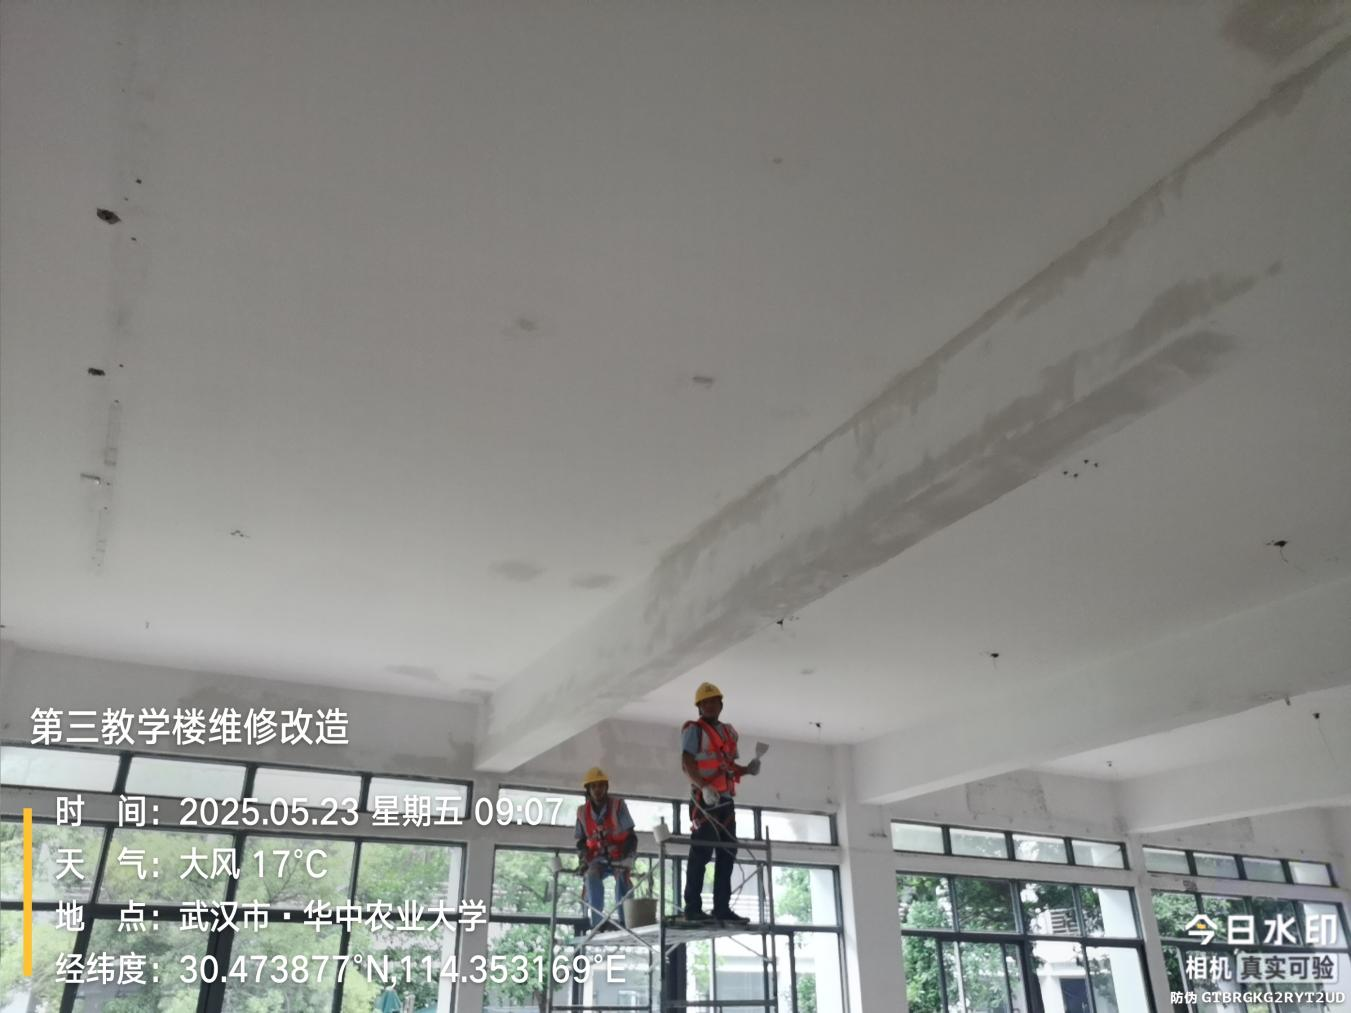 第三教学楼维修改造
时 间：2025.05.23 星期五 09:07
天 气：大风 17℃
地 点：武汉市·华中农业大学
经纬度：30.473877°N,114.353169°E
今日水印
相机 真实可验
防伪 GTBRGKG2RYT2UD